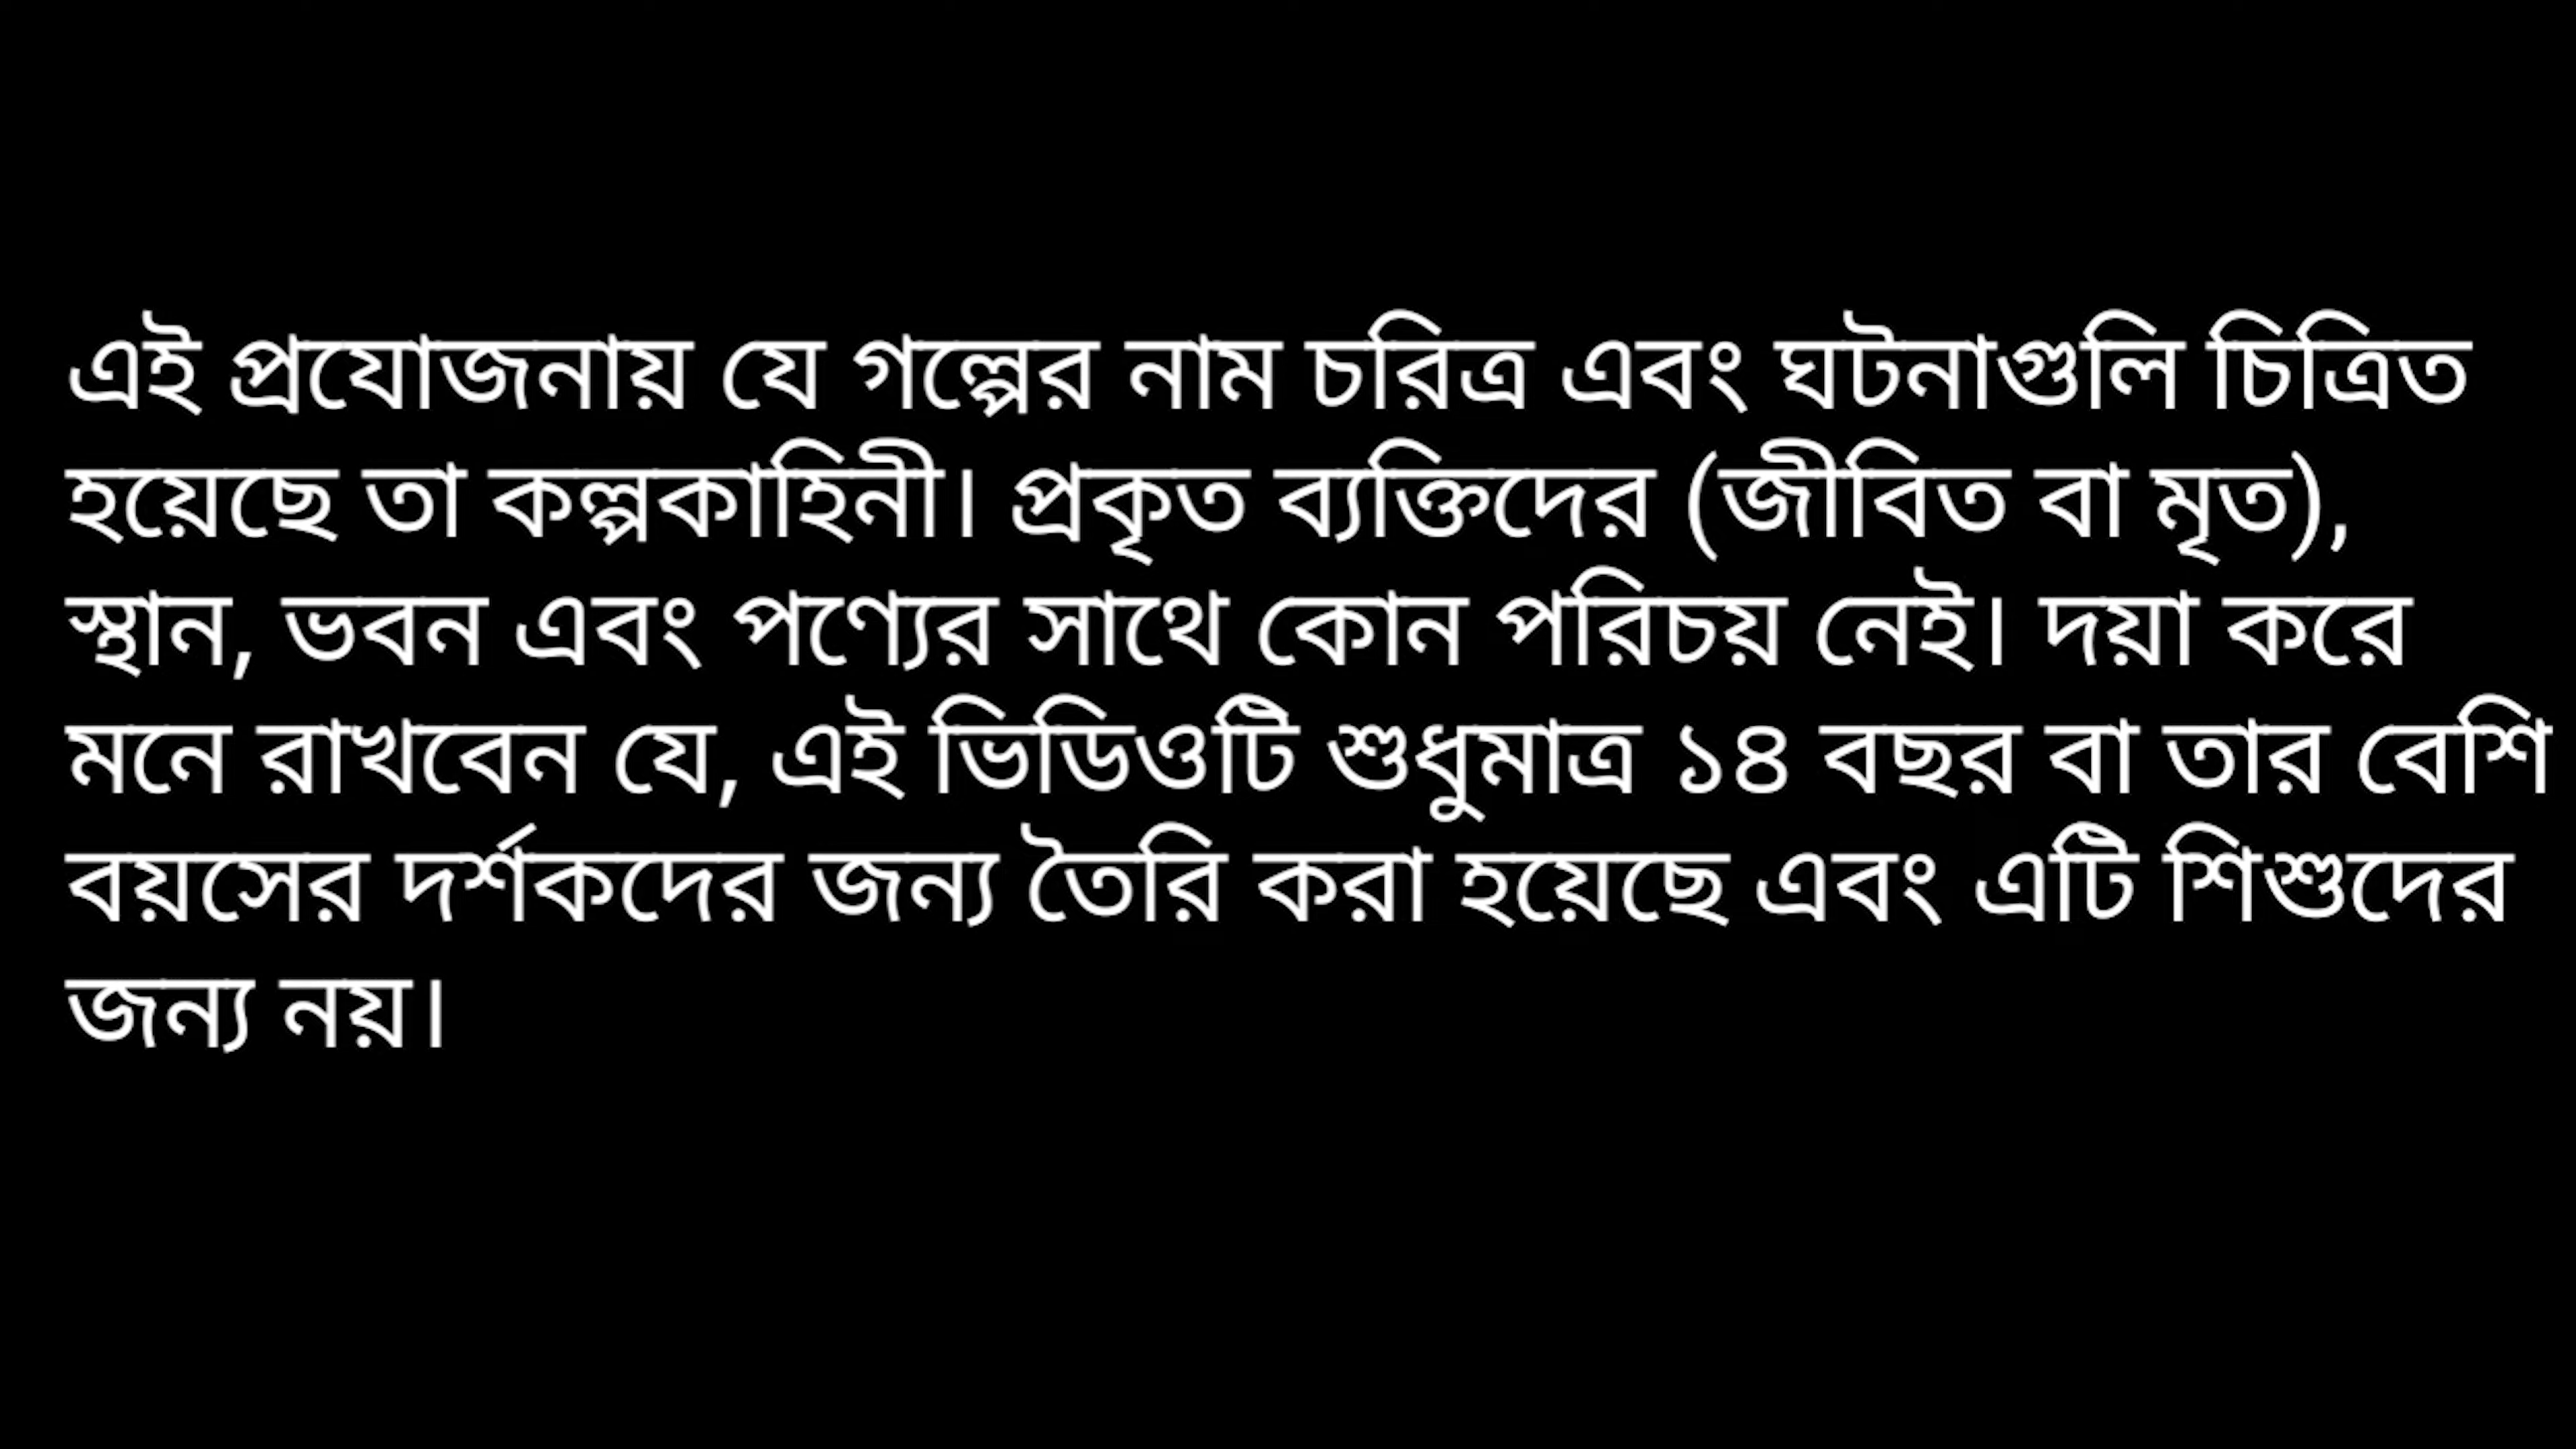 এই প্রযোজনায় যে গল্পের নাম চরিত্র এবং ঘটনাগুলি চিত্রিত
হয়েছে তা কল্পকাহিনী। প্রকৃত ব্যক্তিদের (জীবিত বা মৃত),
স্থান, ভবন এবং পণ্যের সাথে কোন পরিচয় নেই। দয়া করে
মনে রাখবেন যে, এই ভিডিওটি শুধুমাত্র ১৪ বছর বা তার বেশি
বয়সের দর্শকদের জন্য তৈরি করা হয়েছে এবং এটি শিশুদের
জন্য নয়।